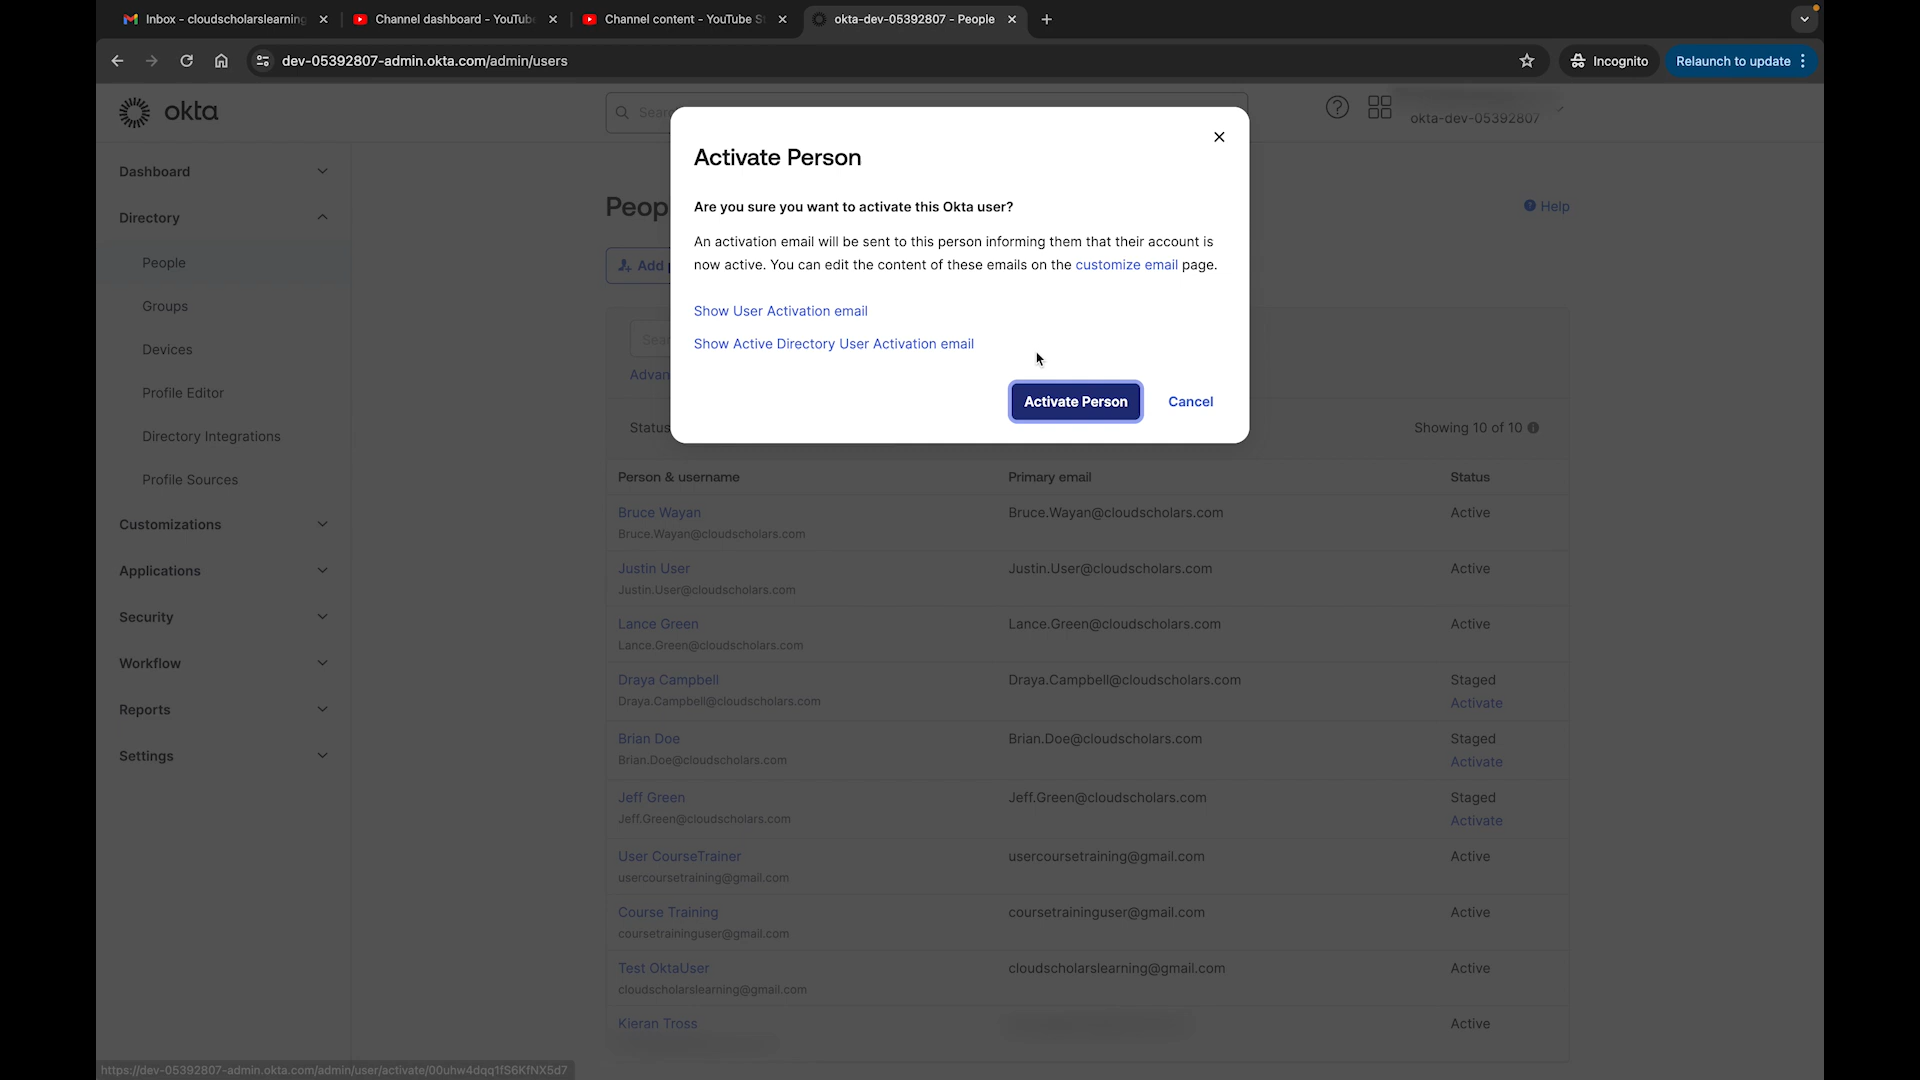 Inbox - cloudscholarslearning
Channel dashboard - YouTube
Channel content - YouTube S
okta-dev-05392807 - People
dev-05392807-admin.okta.com/admin/users
Incognito
Relaunch to update
okta
Sear
okta-dev-05392807
Dashboard
Directory
People
Groups
Devices
Profile Editor
Directory Integrations
Profile Sources
Customizations
Applications
Security
Workflow
Reports
Settings
Peop
Help
Add p
Sear
Advan
Status
Showing 10 of 10
Activate Person
Are you sure you want to activate this Okta user?
An activation email will be sent to this person informing them that their account is
now active. You can edit the content of these emails on the customize email page.
Show User Activation email
Show Active Directory User Activation email
Activate Person
Cancel
Person & username
Primary email
Status
Bruce Wayan
Bruce.Wayan@cloudscholars.com
Bruce.Wayan@cloudscholars.com
Active
Justin User
Justin.User@cloudscholars.com
Justin.User@cloudscholars.com
Active
Lance Green
Lance.Green@cloudscholars.com
Lance.Green@cloudscholars.com
Active
Draya Campbell
Draya.Campbell@cloudscholars.com
Draya.Campbell@cloudscholars.com
Staged
Activate
Brian Doe
Brian.Doe@cloudscholars.com
Brian.Doe@cloudscholars.com
Staged
Activate
Jeff Green
Jeff.Green@cloudscholars.com
Jeff.Green@cloudscholars.com
Staged
Activate
User CourseTrainer
usercoursetraining@gmail.com
usercoursetraining@gmail.com
Active
Course Training
coursetraininguser@gmail.com
coursetraininguser@gmail.com
Active
Test OktaUser
cloudscholarslearning@gmail.com
cloudscholarslearning@gmail.com
Active
Kieran Tross
Active
https://dev-05392807-admin.okta.com/admin/user/activate/00uhw4dqq1fS6KfNX5d7